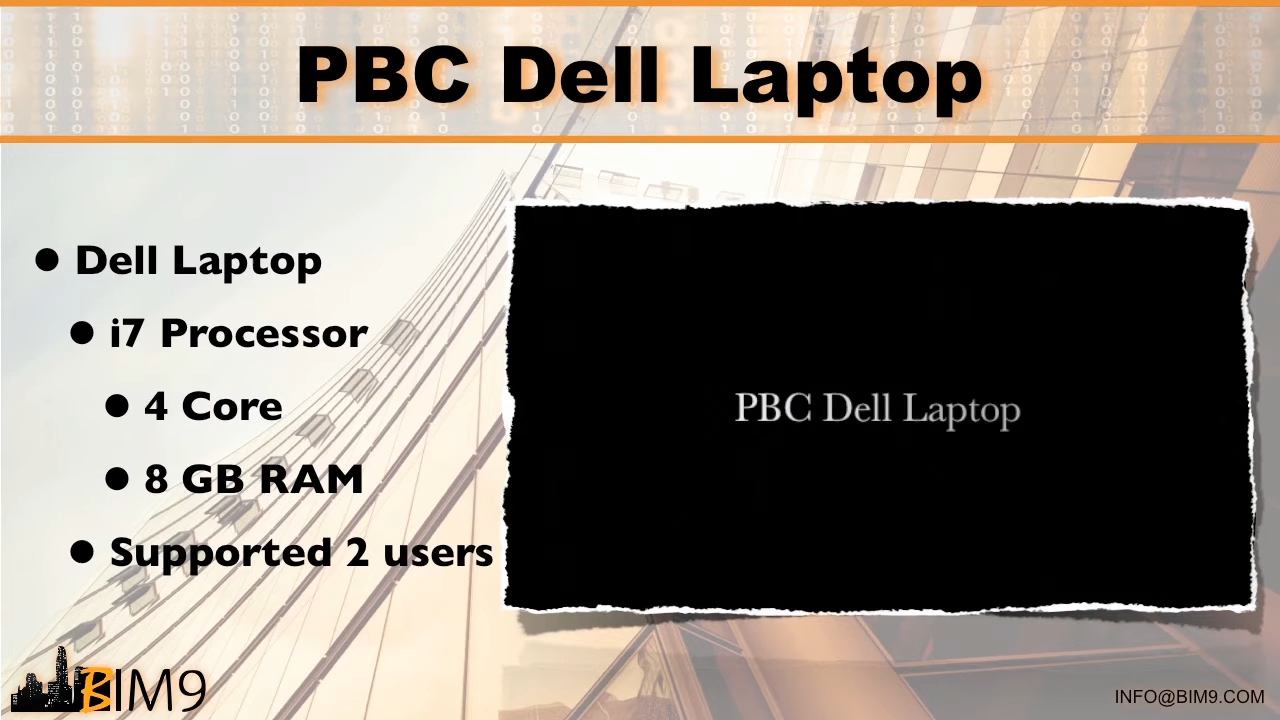 PBC Dell Laptop
• Dell Laptop
• i7 Processor
• 4 Core
• 8 GB RAM
• Supported 2 users
PBC Dell Laptop
BIM9
INFO@BIM9.COM